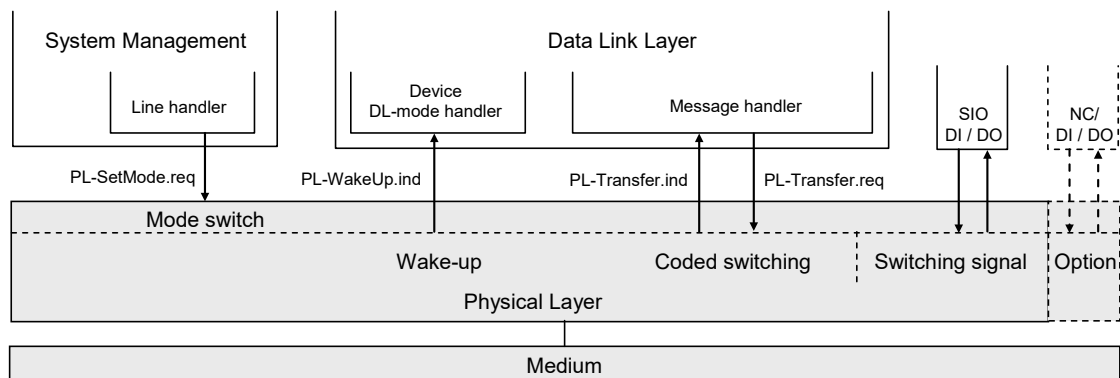 System Management
Data Link Layer
Line handler
Device
DL-mode handler
Message handler
SIO
DI / DO
NC/
DI / DO
PL-SetMode.req
PL-WakeUp.ind
PL-Transfer.ind
PL-Transfer.req
Mode switch
Wake-up
Coded switching
Switching signal
Option
Physical Layer
Medium